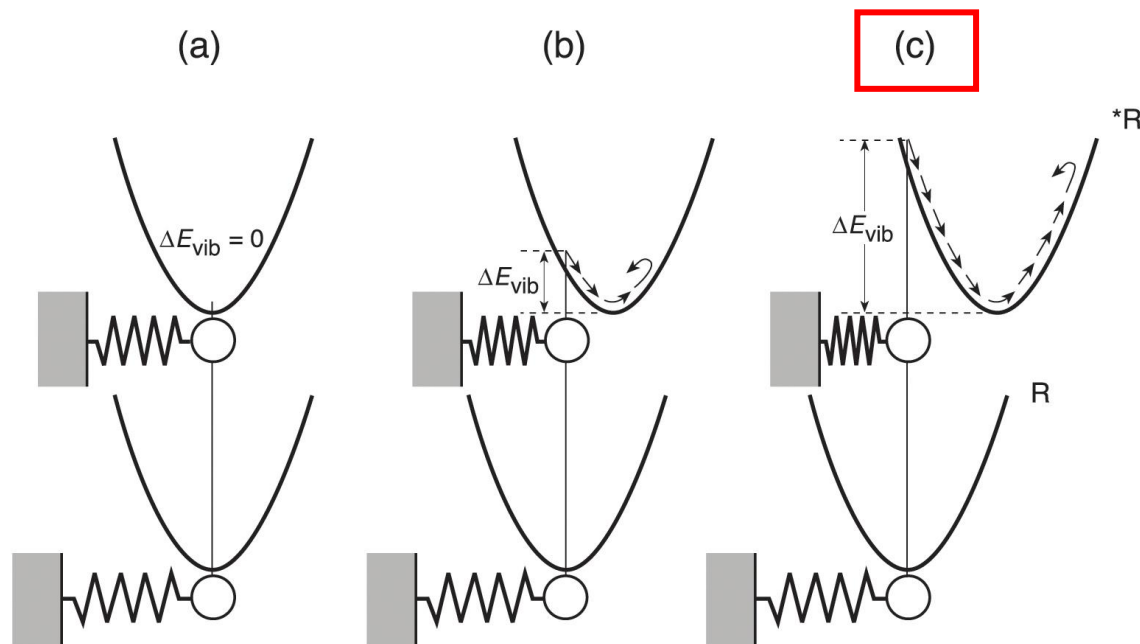 (a)
(b)
(c)
*R
ΔE_vib = 0
ΔE_vib
ΔE_vib
R